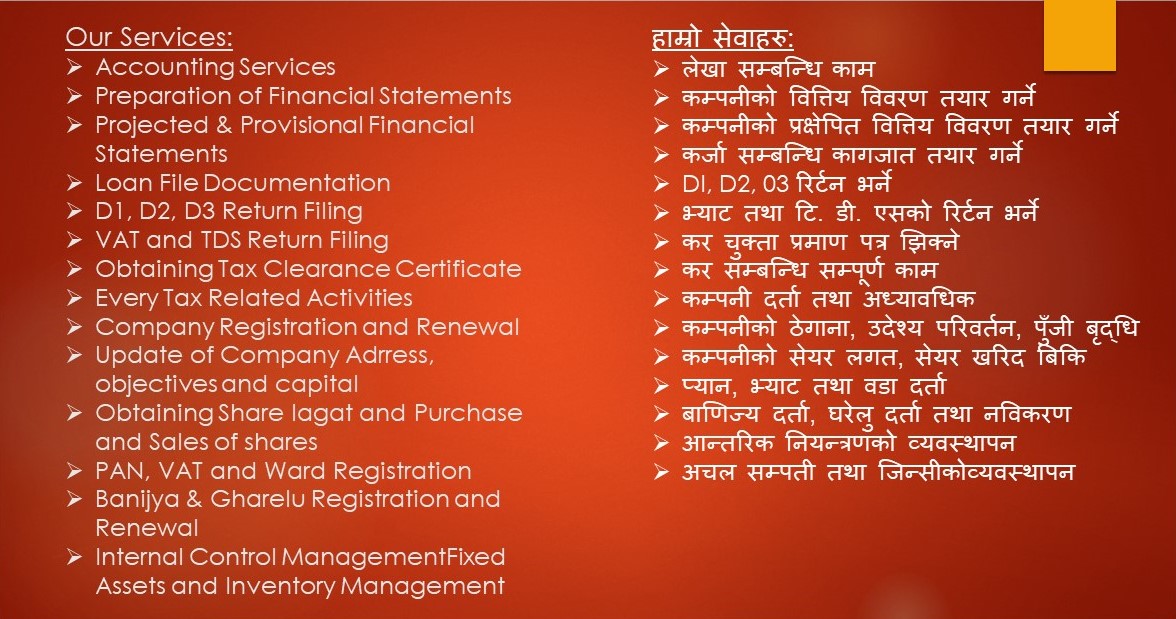 Our Services:
➢ Accounting Services
➢ Preparation of Financial Statements
➢ Projected & Provisional Financial
Statements
➢ Loan File Documentation
➢ D1, D2, D3 Return Filing
➢ VAT and TDS Return Filing
➢ Obtaining Tax Clearance Certificate
➢ Every Tax Related Activities
➢ Company Registration and Renewal
➢ Update of Company Adrress,
objectives and capital
➢ Obtaining Share lagat and Purchase
and Sales of shares
➢ PAN, VAT and Ward Registration
➢ Banijya & Gharelu Registration and
Renewal
➢ Internal Control ManagementFixed
Assets and Inventory Management
हाम्रो सेवाहरु:
➢ लेखा सम्बन्धि काम
➢ कम्पनीको वित्तिय विवरण तयार गर्ने
➢ कम्पनीको प्रक्षेपित वित्तिय विवरण तयार गर्ने
➢ कर्जा सम्बन्धि कागजात तयार गर्ने
➢ DI, D2, 03 रिर्टन भर्ने
➢ भ्याट तथा टि. डी. एसको रिर्टन भर्ने
➢ कर चुक्ता प्रमाण पत्र झिक्ने
➢ कर सम्बन्धि सम्पूर्ण काम
➢ कम्पनी दर्ता तथा अध्यावधिक
➢ कम्पनीको ठेगाना, उदेश्य परिवर्तन, पुँजी बृद्धि
➢ कम्पनीको सेयर लगत, सेयर खरिद बिकि
➢ प्यान, भ्याट तथा वडा दर्ता
➢ बाणिज्य दर्ता, घरेलु दर्ता तथा नविकरण
➢ आन्तरिक नियन्त्रणको व्यवस्थापन
➢ अचल सम्पती तथा जिन्सीकोव्यवस्थापन